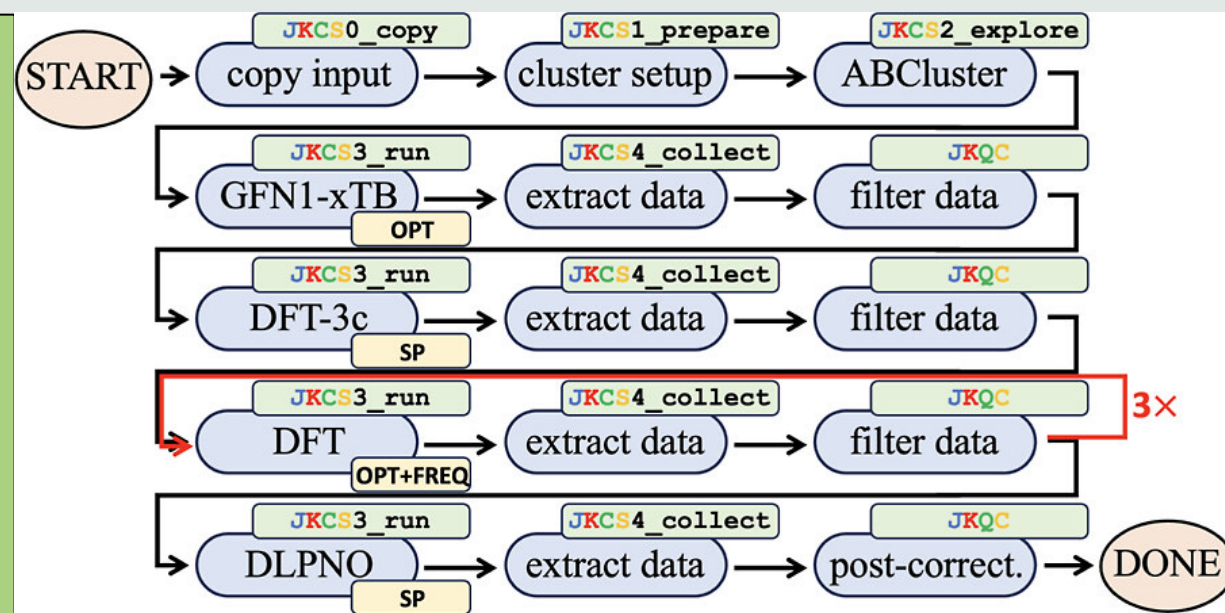 JKCS0_copy JKCS1_prepare JKCS2_explore
START copy input cluster setup ABCluster
JKCS3_run JKCS4_collect JKQC
GFN1-xTB extract data filter data
OPT
JKCS3_run JKCS4_collect JKQC
DFT-3c extract data filter data
SP
JKCS3_run JKCS4_collect JKQC
3×
DFT extract data filter data
OPT+FREQ
JKCS3_run JKCS4_collect JKQC
DLPNO extract data post-correct. DONE
SP